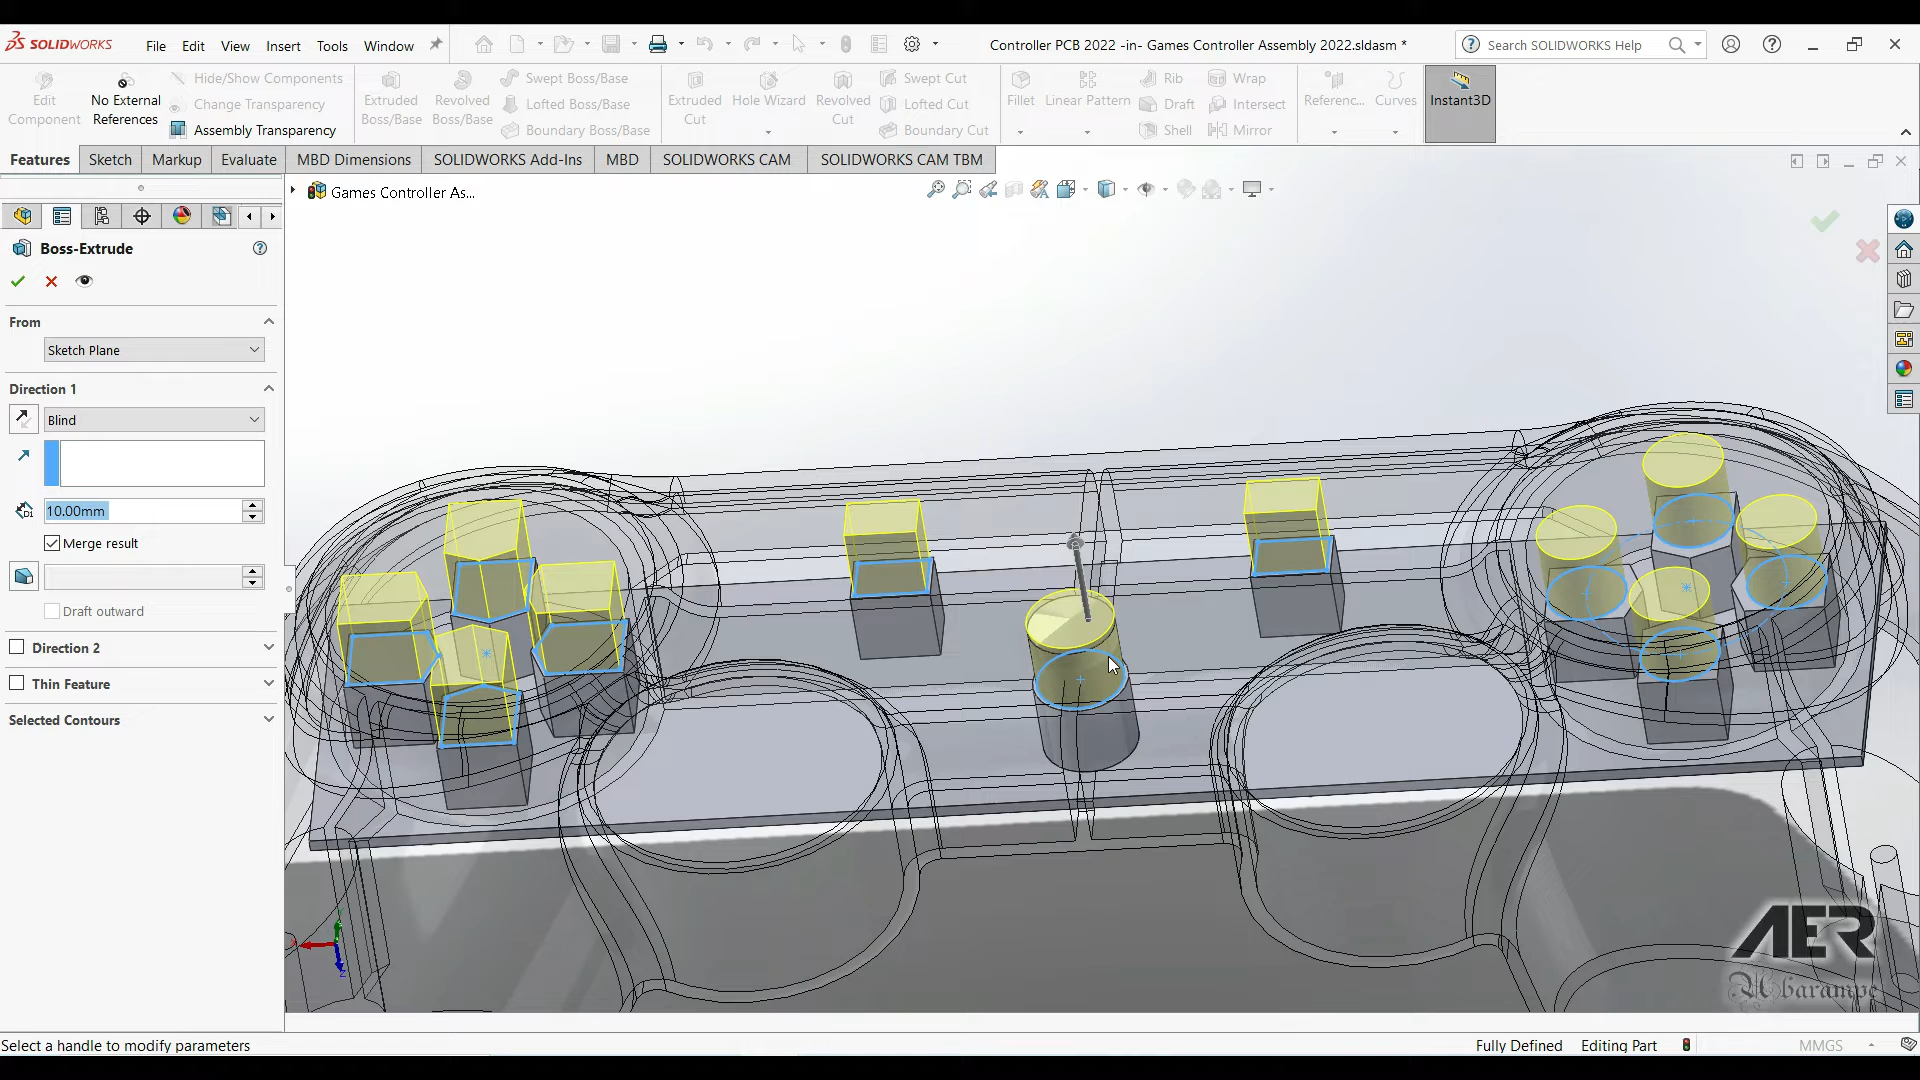 SOLIDWORKS
File Edit View Insert Tools Window
Controller PCB 2022 -in- Games Controller Assembly 2022.sldasm *
Search SOLIDWORKS Help
Edit
Component
No External
References
Hide/Show Components
Change Transparency
Assembly Transparency
Extruded
Boss/Base
Revolved
Boss/Base
Swept Boss/Base
Lofted Boss/Base
Boundary Boss/Base
Extruded
Cut
Hole Wizard
Revolved
Cut
Swept Cut
Lofted Cut
Boundary Cut
Fillet
Linear Pattern
Rib
Draft
Shell
Wrap
Intersect
Mirror
Referenc...
Curves
Instant3D
Features Sketch Markup Evaluate MBD Dimensions SOLIDWORKS Add-Ins MBD SOLIDWORKS CAM SOLIDWORKS CAM TBM
Games Controller As...
Boss-Extrude
From
Sketch Plane
Direction 1
Blind
10.00mm
Merge result
Draft outward
Direction 2
Thin Feature
Selected Contours
AER
Abarampe
Select a handle to modify parameters
Fully Defined Editing Part MMGS